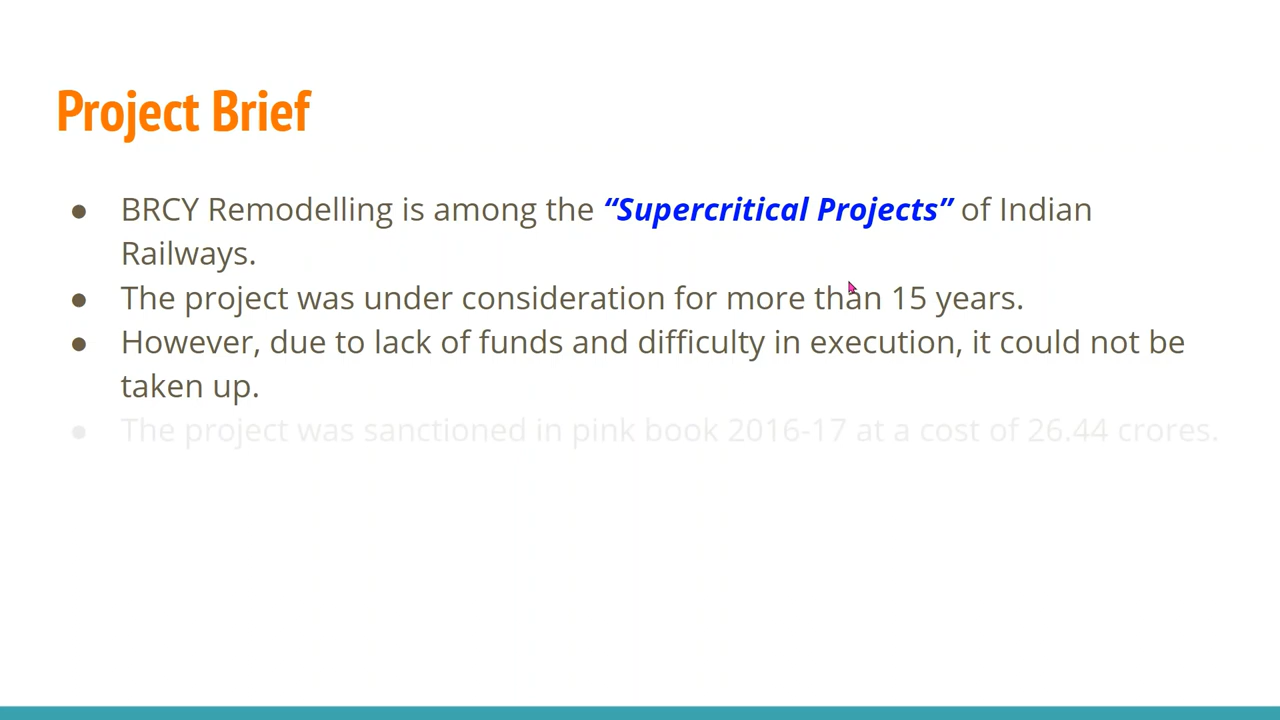 Project Brief
● BRCY Remodelling is among the “Supercritical Projects” of Indian
Railways.
● The project was under consideration for more than 15 years.
● However, due to lack of funds and difficulty in execution, it could not be
taken up.
● The project was sanctioned in pink book 2016-17 at a cost of 26.44 crores.